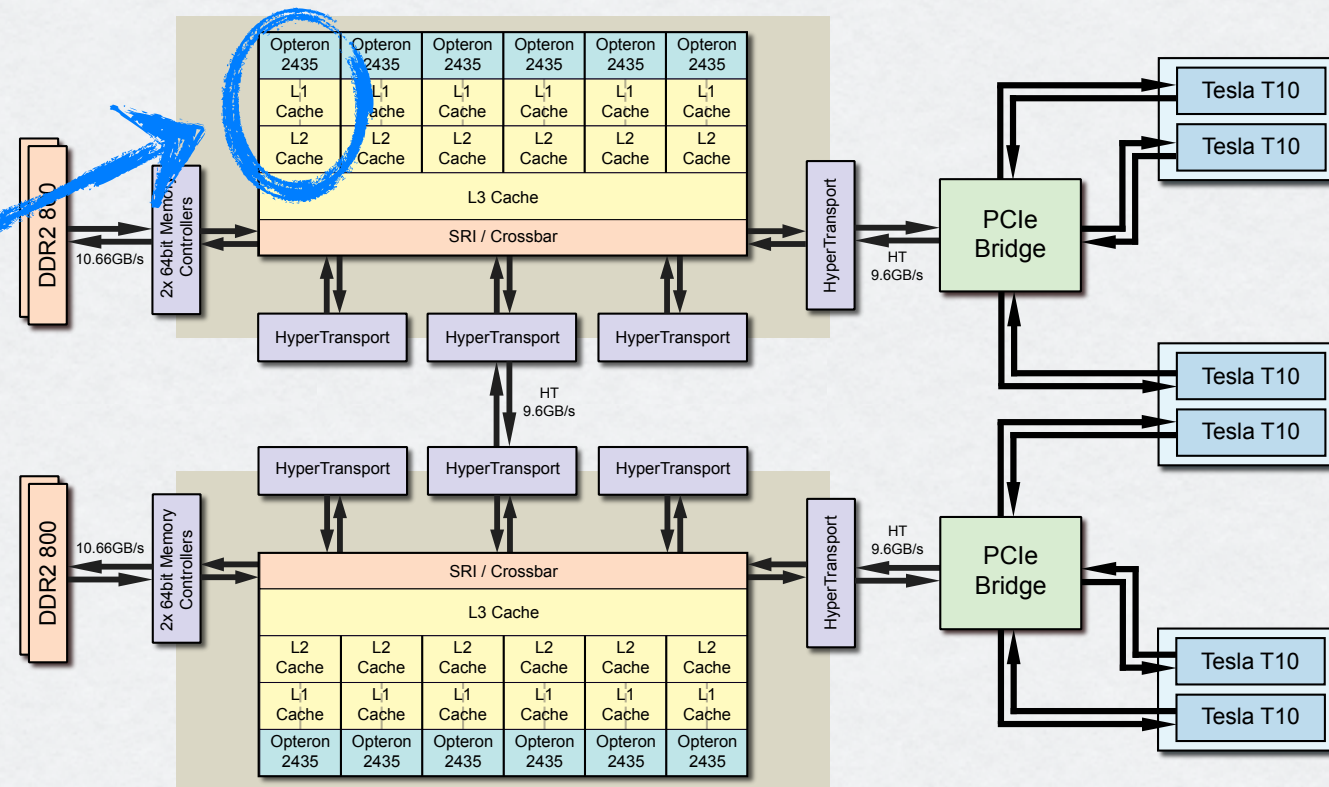 Opteron
2435
Opteron
2435
Opteron
2435
Opteron
2435
Opteron
2435
Opteron
2435
L1
Cache
L1
Cache
L1
Cache
L1
Cache
L1
Cache
L1
Cache
L2
Cache
L2
Cache
L2
Cache
L2
Cache
L2
Cache
L2
Cache
L3 Cache
SRI / Crossbar
DDR2 800
10.66GB/s
2x 64bit Memory
Controllers
HyperTransport
HyperTransport
HyperTransport
HyperTransport
HT
9.6GB/s
PCIe
Bridge
Tesla T10
Tesla T10
Tesla T10
Tesla T10
HT
9.6GB/s
HyperTransport
HyperTransport
HyperTransport
DDR2 800
10.66GB/s
2x 64bit Memory
Controllers
SRI / Crossbar
L3 Cache
L2
Cache
L2
Cache
L2
Cache
L2
Cache
L2
Cache
L2
Cache
L1
Cache
L1
Cache
L1
Cache
L1
Cache
L1
Cache
L1
Cache
Opteron
2435
Opteron
2435
Opteron
2435
Opteron
2435
Opteron
2435
Opteron
2435
HyperTransport
HT
9.6GB/s
PCIe
Bridge
Tesla T10
Tesla T10